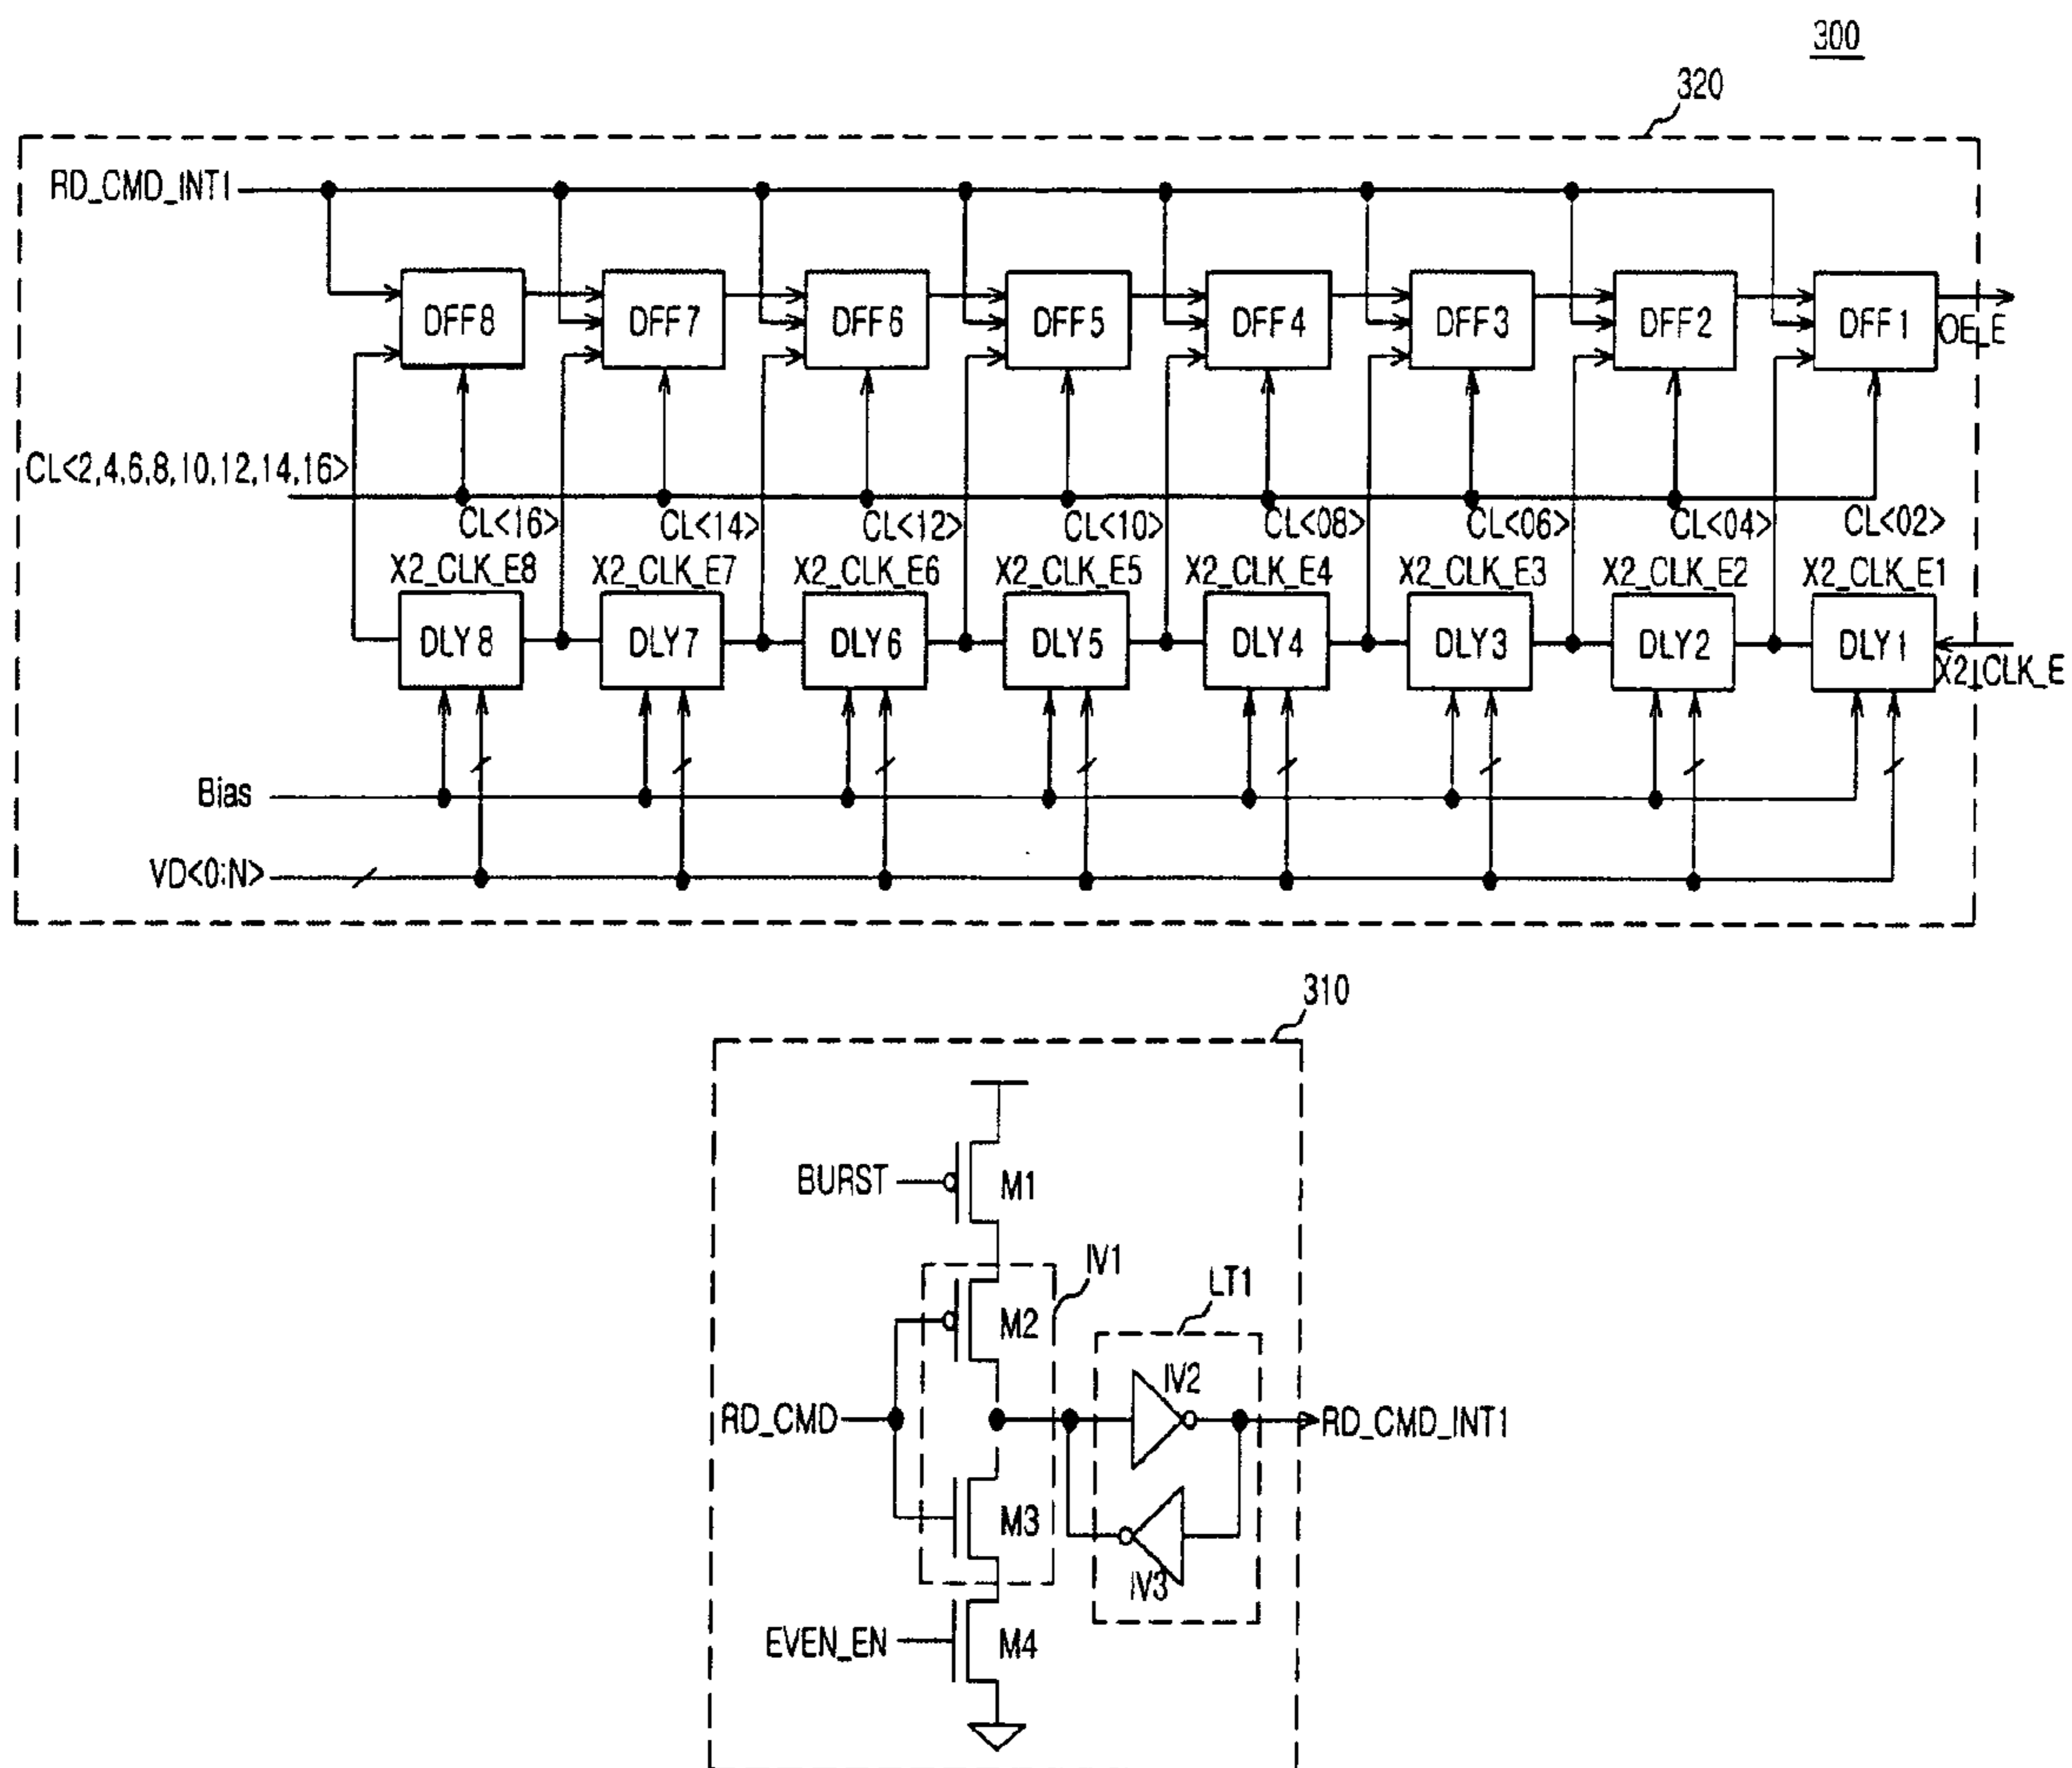 300
320
RD_CMD_INT1
DFF8 DFF7 DFF6 DFF5 DFF4 DFF3 DFF2 DFF1
OE_E
CL<2,4,6,8,10,12,14,16>
CL<16> CL<14> CL<12> CL<10> CL<08> CL<06> CL<04> CL<02>
X2_CLK_E8 X2_CLK_E7 X2_CLK_E6 X2_CLK_E5 X2_CLK_E4 X2_CLK_E3 X2_CLK_E2 X2_CLK_E1
DLY8 DLY7 DLY6 DLY5 DLY4 DLY3 DLY2 DLY1
X2_CLK_E
Bias
VD<0:N>
310
BURST M1
IV1
LT1
M2
IV2
RD_CMD RD_CMD_INT1
M3
IV3
EVEN_EN M4